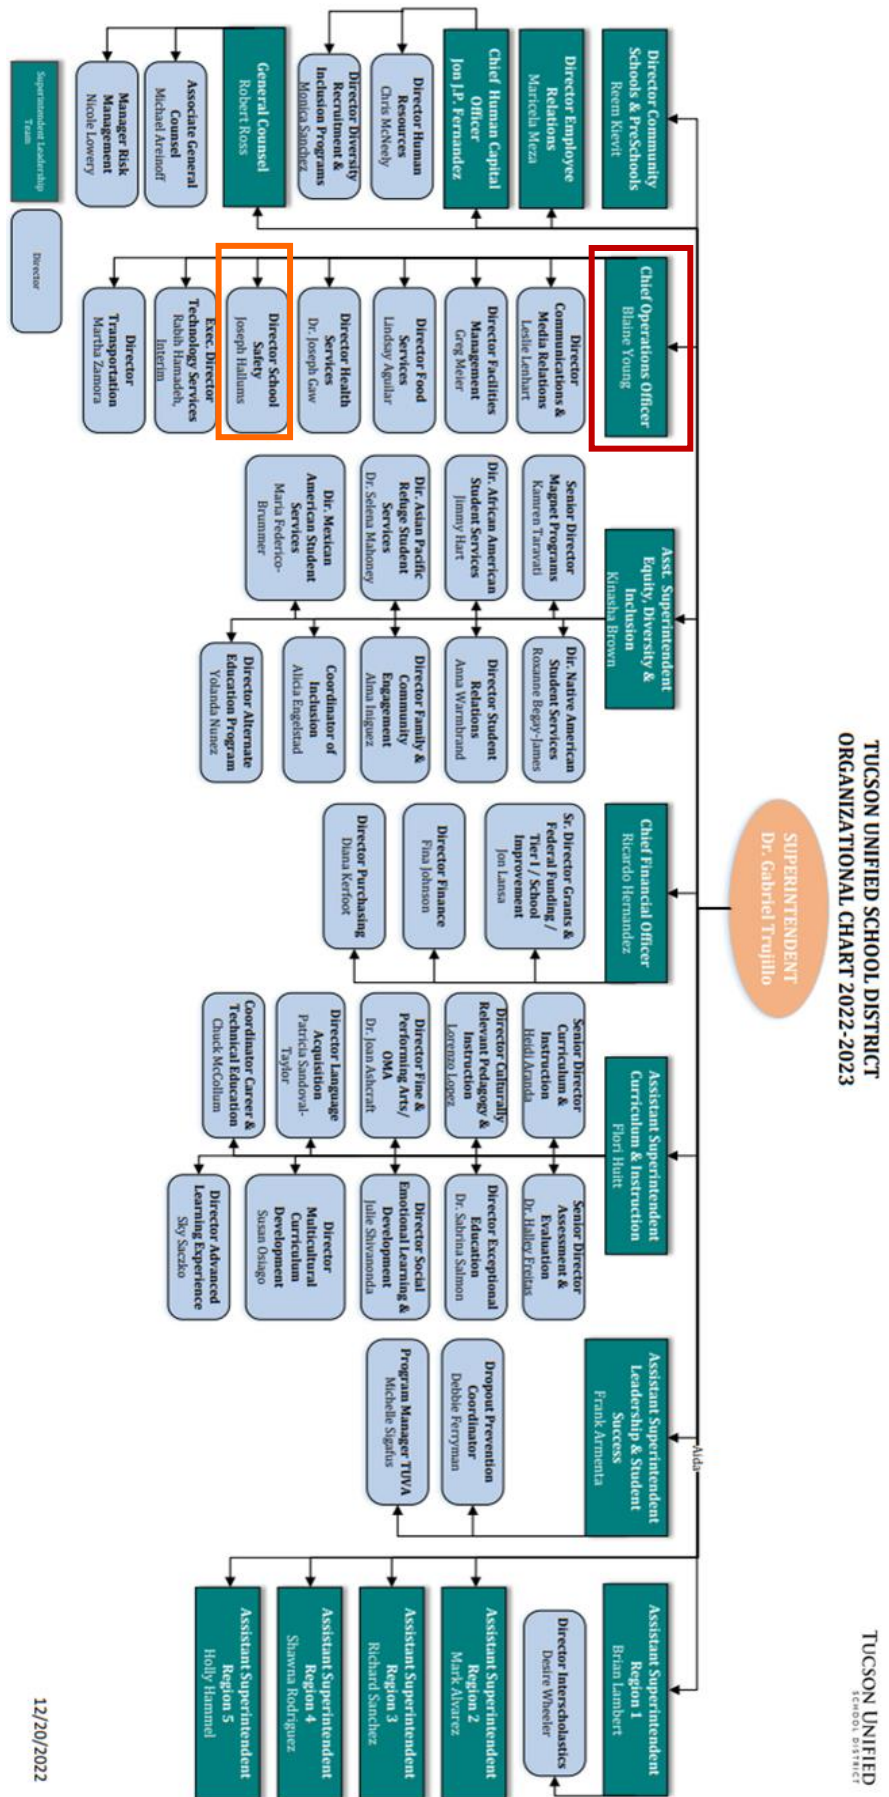 TUCSON UNIFIED SCHOOL DISTRICT
ORGANIZATIONAL CHART 2022-2023
TUCSON UNIFIED
SCHOOL DISTRICT
SUPERINTENDENT
Dr. Gabriel Trujillo
Aida
Director Community
Schools & PreSchools
Reem Kievit
Director Employee
Relations
Maricela Meza
Chief Human Capital
Officer
Jon J.P. Fernandez
Director Human
Resources
Chris McNeely
Director Diversity
Recruitment &
Inclusion Programs
Monica Sanchez
General Counsel
Robert Ross
Associate General
Counsel
Michael Areinoff
Manager Risk
Management
Nicole Lowery
Chief Operations Officer
Blaine Young
Director
Communications &
Media Relations
Leslie Lenhart
Director Facilities
Management
Greg Meier
Director Food
Services
Lindsay Aguilar
Director Health
Services
Dr. Joseph Gaw
Director School
Safety
Joseph Hallums
Exec. Director
Technology Services
Rabih Hamadeh,
Interim
Director
Transportation
Martha Zamora
Asst. Superintendent
Equity, Diversity &
Inclusion
Kinasha Brown
Senior Director
Magnet Programs
Kamren Taravati
Dir. African American
Student Services
Jimmy Hart
Dir. Asian Pacific
Refuge Student
Services
Dr. Selena Mahoney
Dir. Mexican
American Student
Services
Maria Federico-
Brummer
Dir. Native American
Student Services
Roxanne Begay-James
Director Student
Relations
Anna Warmbrand
Director Family &
Community
Engagement
Alma Iniguez
Coordinator of
Inclusion
Alicia Engelstad
Director Alternate
Education Program
Yolanda Nunez
Chief Financial Officer
Ricardo Hernandez
Sr. Director Grants &
Federal Funding /
Tier I / School
Improvement
Jon Lansa
Director Finance
Fina Johnson
Director Purchasing
Diana Kerfoot
Assistant Superintendent
Curriculum & Instruction
Flori Huitt
Senior Director
Curriculum &
Instruction
Heidi Aranda
Director Culturally
Relevant Pedagogy &
Instruction
Lorenzo Lopez
Director Fine &
Performing Arts/
OMA
Dr. Joan Ashcraft
Director Language
Acquisition
Patricia Sandoval-
Taylor
Coordinator Career &
Technical Education
Chuck McCollum
Senior Director
Assessment &
Evaluation
Dr. Halley Freitas
Director Exceptional
Education
Dr. Sabrina Salmon
Director Social
Emotional Learning &
Development
Julie Shivanonda
Director
Multicultural
Curriculum
Development
Susan Osiago
Director Advanced
Learning Experience
Sky Saczko
Assistant Superintendent
Leadership & Student
Success
Frank Armenta
Dropout Prevention
Coordinator
Debbie Ferryman
Program Manager TUVA
Michelle Sigafus
Assistant Superintendent
Region 1
Brian Lambert
Director Interscholastics
Desire Wheeler
Assistant Superintendent
Region 2
Mark Alvarez
Assistant Superintendent
Region 3
Richard Sanchez
Assistant Superintendent
Region 4
Shawna Rodriguez
Assistant Superintendent
Region 5
Holly Hammel
Superintendent Leadership
Team
Director
12/20/2022